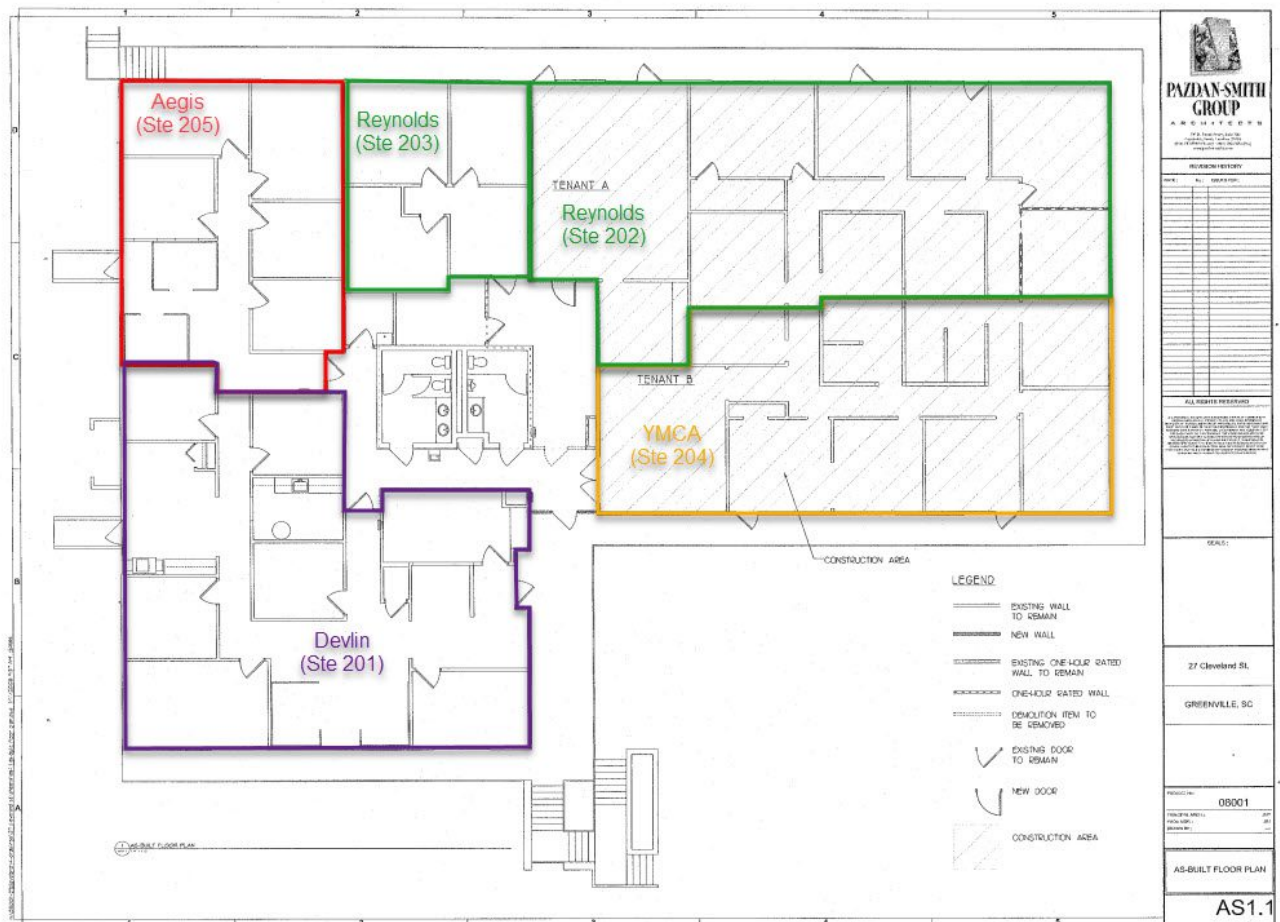 1
2
3
4
5
Aegis
(Ste 205)
Reynolds
(Ste 203)
TENANT A
Reynolds
(Ste 202)
TENANT B
YMCA
(Ste 204)
Devlin
(Ste 201)
CONSTRUCTION AREA
LEGEND
EXISTING WALL
TO REMAIN
NEW WALL
EXISTING ONE-HOUR RATED
WALL TO REMAIN
ONE-HOUR RATED WALL
DEMOLITION ITEM TO
BE REMOVED
EXISTING DOOR
TO REMAIN
NEW DOOR
CONSTRUCTION AREA
AS-BUILT FLOOR PLAN
D
C
B
A
PAZDAN-SMITH
GROUP
ARCHITECTS
REVISION HISTORY
ALL RIGHTS RESERVED
SEALS:
27 Cleveland St.
GREENVILLE, SC
08001
AS-BUILT FLOOR PLAN
AS1.1